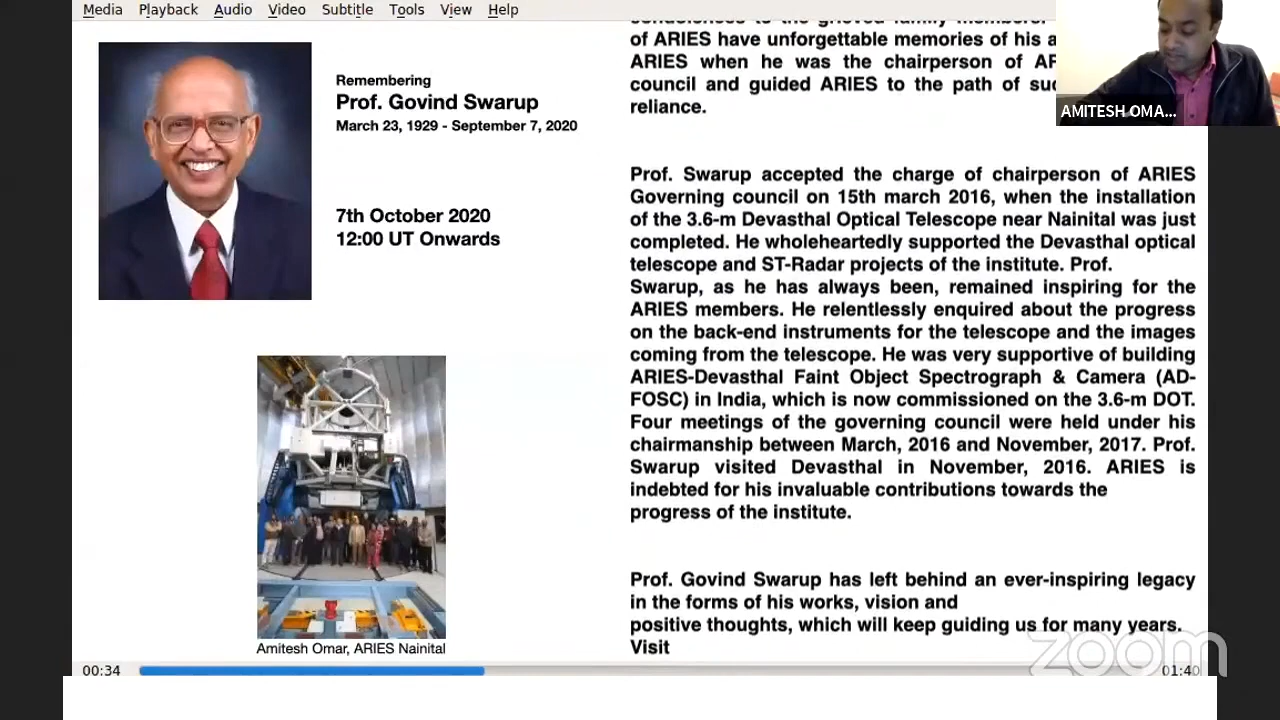 Media Playback Audio Video Subtitle Tools View Help
Remembering
Prof. Govind Swarup
March 23, 1929 - September 7, 2020
7th October 2020
12:00 UT Onwards
Amitesh Omar, ARIES Nainital
condolences to the grieved family members.
of ARIES have unforgettable memories of his
ARIES when he was the chairperson of
council and guided ARIES to the path of
reliance.
Prof. Swarup accepted the charge of chairperson of ARIES
Governing council on 15th march 2016, when the installation
of the 3.6-m Devasthal Optical Telescope near Nainital was just
completed. He wholeheartedly supported the Devasthal optical
telescope and ST-Radar projects of the institute. Prof.
Swarup, as he has always been, remained inspiring for the
ARIES members. He relentlessly enquired about the progress
on the back-end instruments for the telescope and the images
coming from the telescope. He was very supportive of building
ARIES-Devasthal Faint Object Spectrograph & Camera (AD-
FOSC) in India, which is now commissioned on the 3.6-m DOT.
Four meetings of the governing council were held under his
chairmanship between March, 2016 and November, 2017. Prof.
Swarup visited Devasthal in November, 2016. ARIES is
indebted for his invaluable contributions towards the
progress of the institute.
Prof. Govind Swarup has left behind an ever-inspiring legacy
in the forms of his works, vision and
positive thoughts, which will keep guiding us for many years.
Visit
AMITESH OMA...
zoom
00:34
01:40